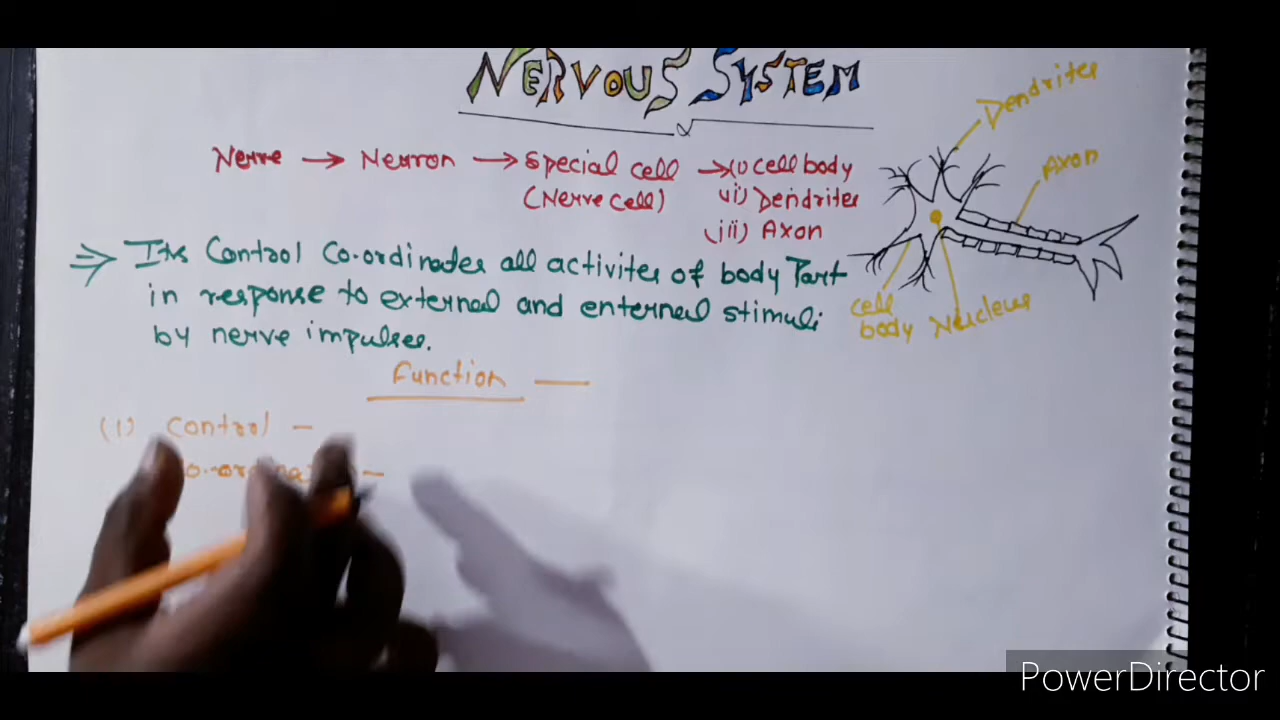 NERVOUS SYSTEM
Nerve → Neuron → Special cell → (i) cell body
(Nerve cell) (ii) Dendrites
(iii) Axon
Dendrites
Axon
cell body
Nucleus
⇒ Its Control Co-ordinates all activites of body Part
in response to external and enternal stimuli
by nerve impulses.
Function —
(1) Control -
PowerDirector